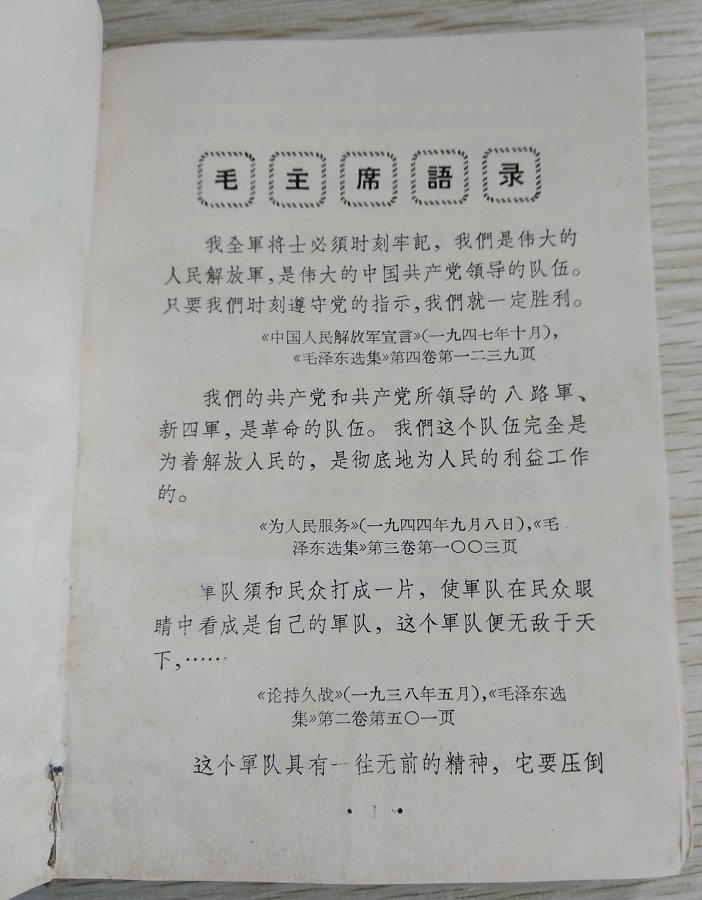 毛主席語录
我全軍将士必須时刻牢記，我們是伟大的
人民解放軍，是伟大的中国共产党領导的队伍。
只要我們时刻遵守党的指示，我們就一定胜利。
《中国人民解放军宣言》（一九四七年十月），
《毛泽东选集》第四卷第一二三九页
我們的共产党和共产党所領导的八路軍、
新四軍，是革命的队伍。我們这个队伍完全是
为着解放人民的，是彻底地为人民的利益工作
的。
《为人民服务》（一九四四年九月八日），《毛
泽东选集》第三卷第一〇〇三页
軍队須和民众打成一片，使軍队在民众眼
睛中看成是自己的軍队，这个軍队便无敌于天
下，……
《论持久战》（一九三八年五月），《毛泽东选
集》第二卷第五〇一页
这个軍队具有一往无前的精神，它要压倒
· 1 ·